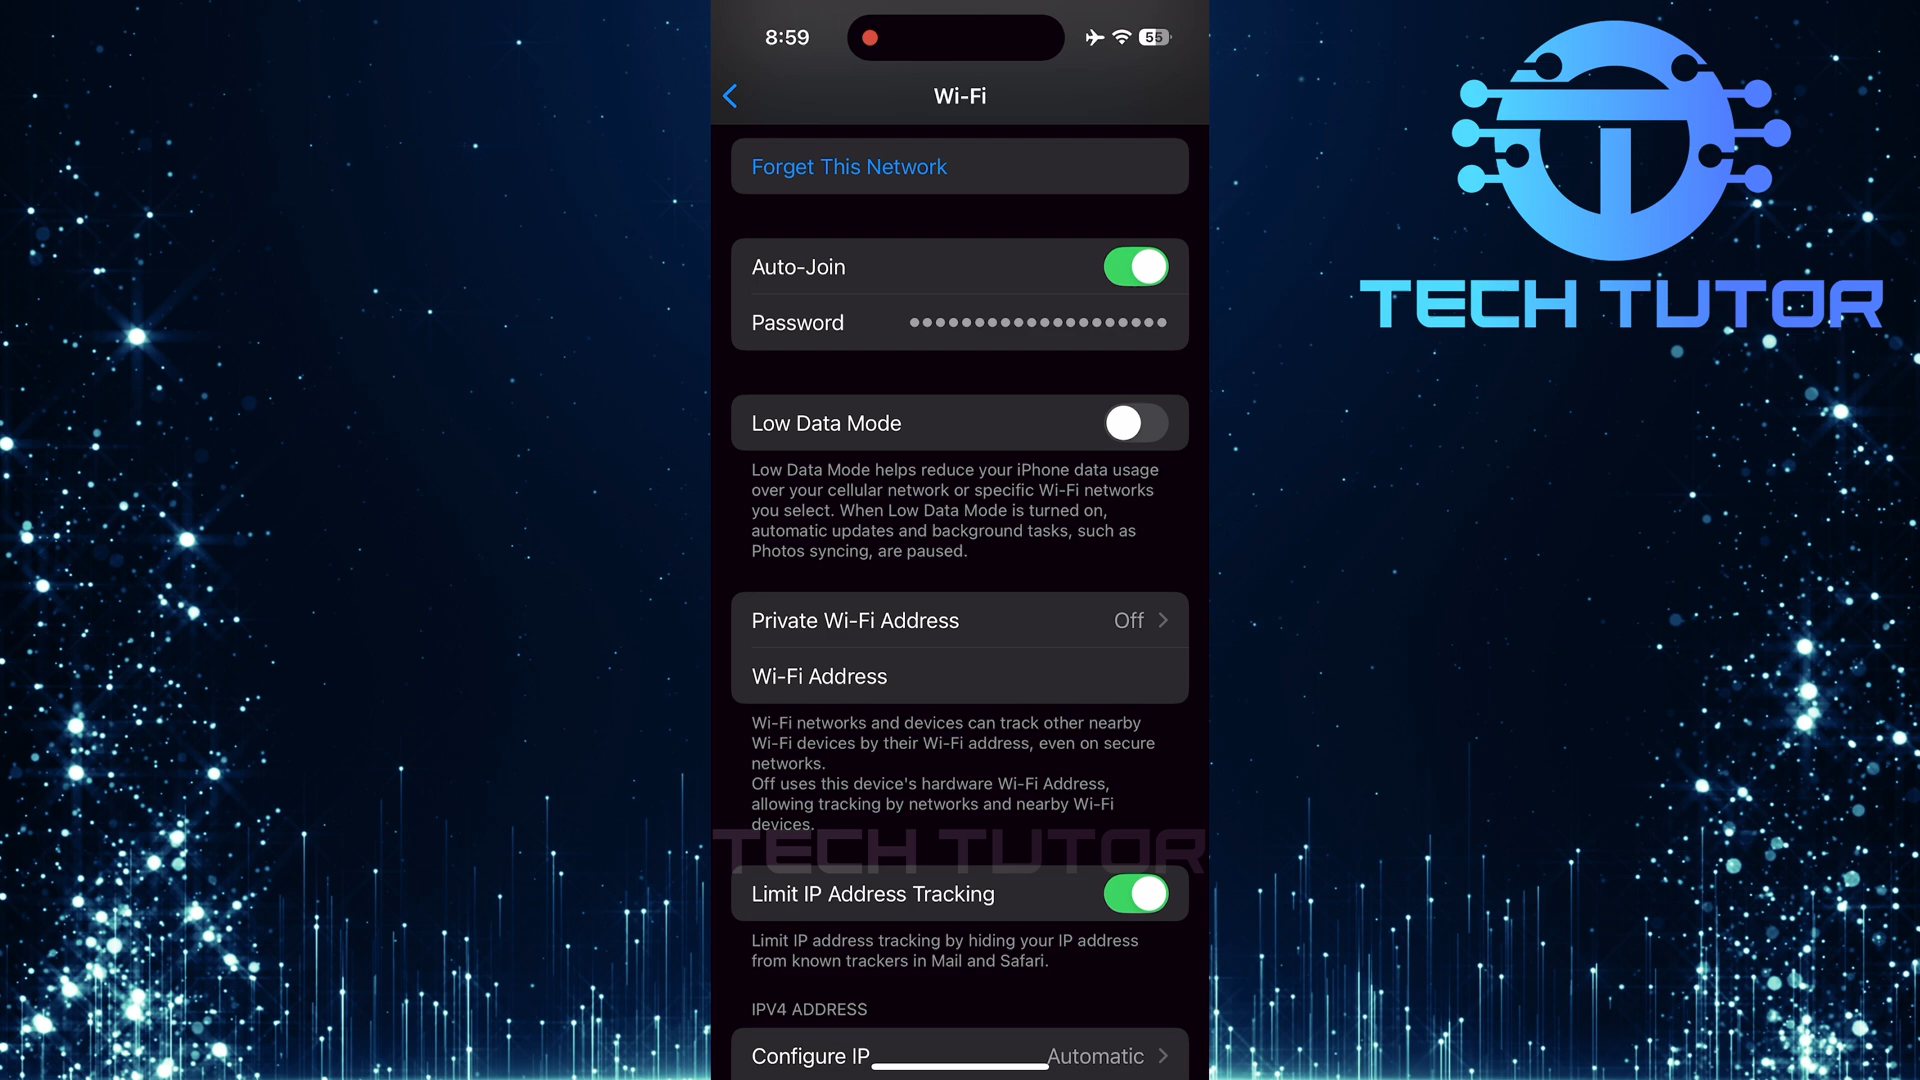 8:59
55
Wi-Fi
Forget This Network
Auto-Join
Password ●●●●●●●●●●●●●●●●●●●●
Low Data Mode
Low Data Mode helps reduce your iPhone data usage
over your cellular network or specific Wi-Fi networks
you select. When Low Data Mode is turned on,
automatic updates and background tasks, such as
Photos syncing, are paused.
Private Wi-Fi Address Off
Wi-Fi Address
Wi-Fi networks and devices can track other nearby
Wi-Fi devices by their Wi-Fi address, even on secure
networks.
Off uses this device's hardware Wi-Fi Address,
allowing tracking by networks and nearby Wi-Fi
devices.
TECH TUTOR
Limit IP Address Tracking
Limit IP address tracking by hiding your IP address
from known trackers in Mail and Safari.
IPV4 ADDRESS
Configure IP Automatic
TECH TUTOR